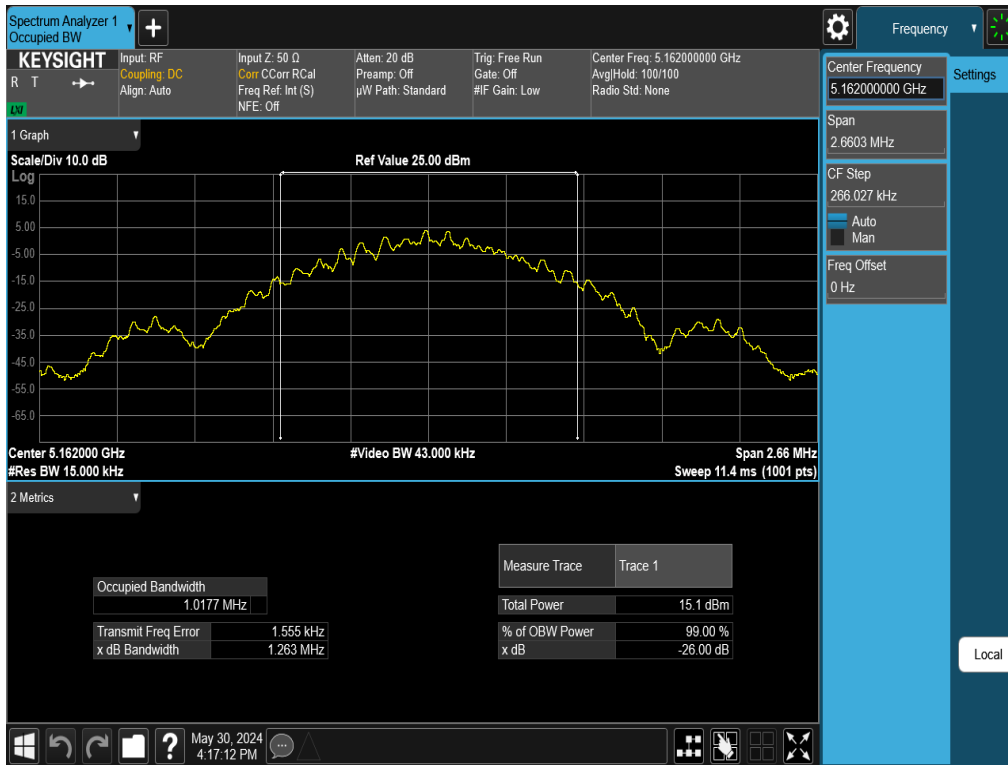 Spectrum Analyzer 1
Occupied BW
+
Frequency
KEYSIGHT
R T
LXI
Input: RF
Coupling: DC
Align: Auto
Input Z: 50 Ω
Corr CCorr RCal
Freq Ref: Int (S)
NFE: Off
Atten: 20 dB
Preamp: Off
µW Path: Standard
Trig: Free Run
Gate: Off
#IF Gain: Low
Center Freq: 5.162000000 GHz
Avg|Hold: 100/100
Radio Std: None
Center Frequency
5.162000000 GHz
Settings
Span
2.6603 MHz
CF Step
266.027 kHz
Auto
Man
Freq Offset
0 Hz
Local
1 Graph
Scale/Div 10.0 dB
Ref Value 25.00 dBm
Log
15.0
5.00
-5.00
-15.0
-25.0
-35.0
-45.0
-55.0
-65.0
Center 5.162000 GHz
#Video BW 43.000 kHz
Span 2.66 MHz
#Res BW 15.000 kHz
Sweep 11.4 ms (1001 pts)
2 Metrics
Occupied Bandwidth
1.0177 MHz
Transmit Freq Error 1.555 kHz
x dB Bandwidth 1.263 MHz
Measure Trace Trace 1
Total Power 15.1 dBm
% of OBW Power 99.00 %
x dB -26.00 dB
?
May 30, 2024
4:17:12 PM